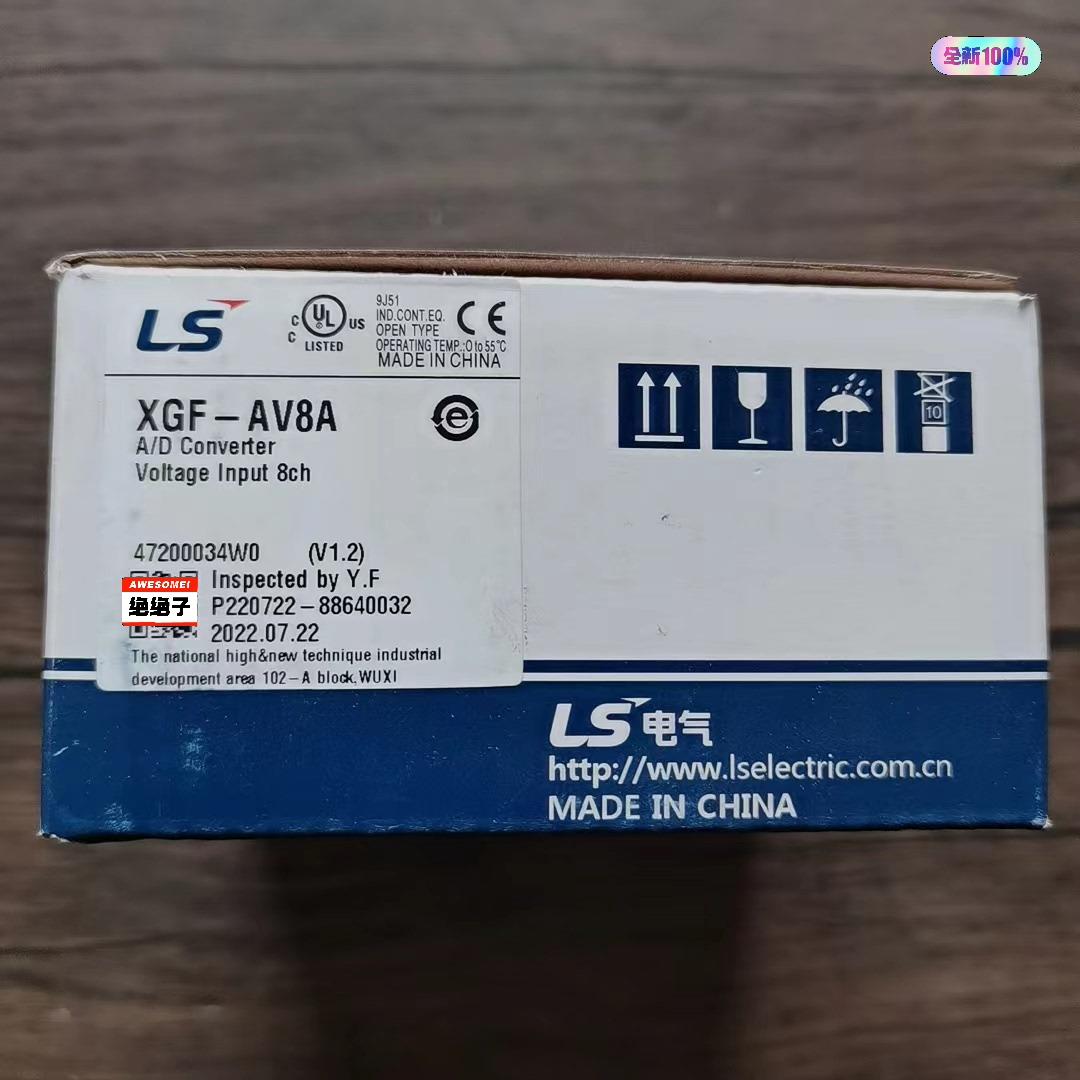 全新100%
LS
C UL US
C LISTED
9J51
IND.CONT.EQ.
OPEN TYPE
OPERATING TEMP.:0 to 55℃
MADE IN CHINA
CE
XGF-AV8A
e
A/D Converter
Voltage Input 8ch
10
47200034W0 (V1.2)
Inspected by Y.F
AWESOME!
绝绝子
P220722-88640032
2022.07.22
The national high&new technique industrial
development area 102-A block,WUXI
LS 电气
http://www.lselectric.com.cn
MADE IN CHINA